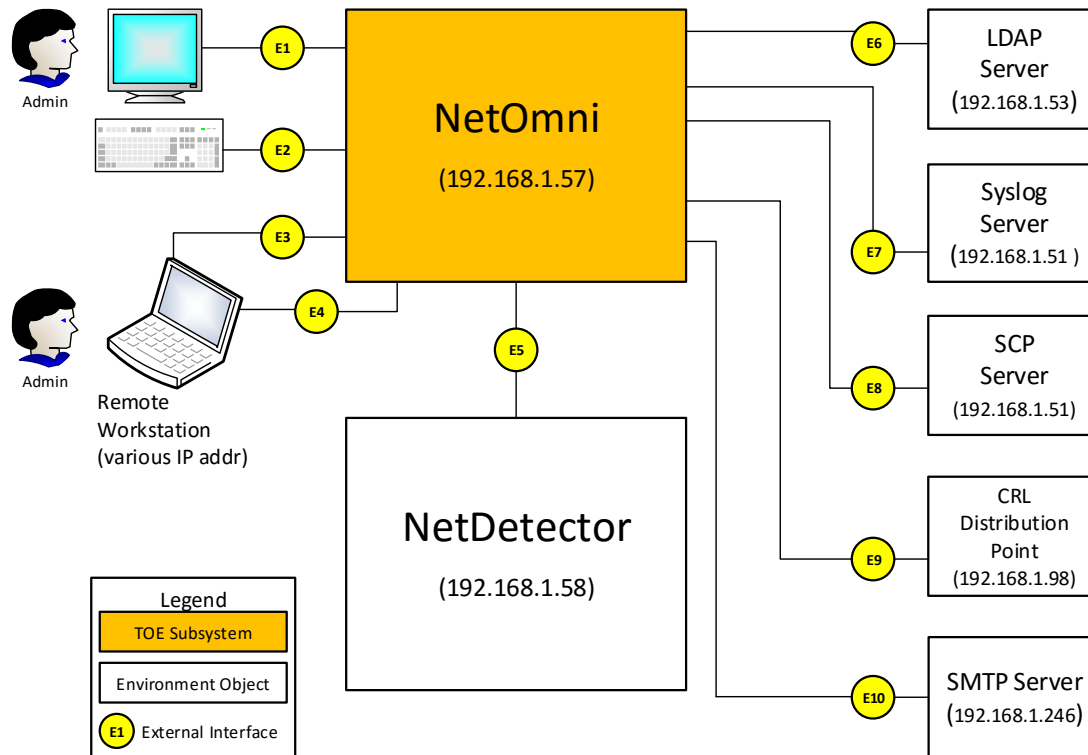 Admin
E1
E2
E3
Admin
E4
Remote
Workstation
(various IP addr)
NetOmni
(192.168.1.57)
E5
NetDetector
(192.168.1.58)
E6
LDAP
Server
(192.168.1.53)
E7
Syslog
Server
(192.168.1.51 )
E8
SCP
Server
(192.168.1.51)
E9
CRL
Distribution
Point
(192.168.1.98)
E10
SMTP Server
(192.168.1.246)
Legend
TOE Subsystem
Environment Object
E1
External Interface